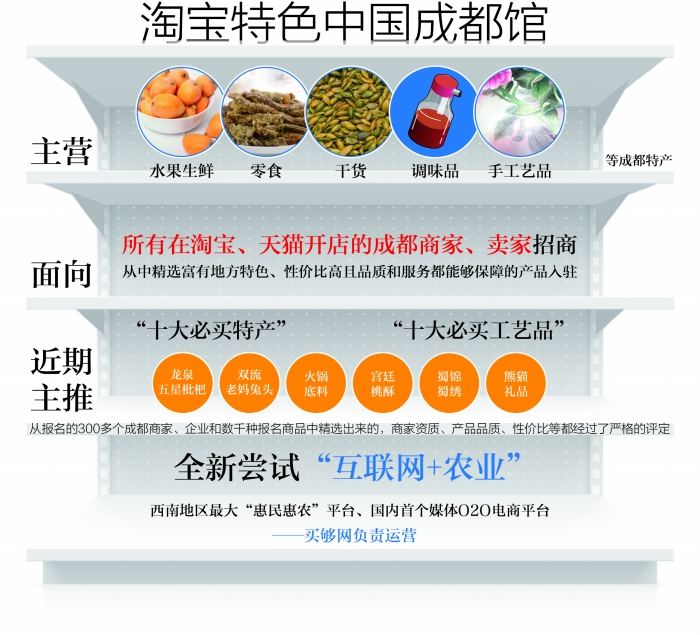 淘宝特色中国成都馆
主营
水果生鲜 零食 干货 调味品 手工艺品
等成都特产
面向
所有在淘宝、天猫开店的成都商家、卖家招商
从中精选富有地方特色、性价比高且品质和服务都能够保障的产品入驻
近期
主推
“十大必买特产” “十大必买工艺品”
龙泉
五星枇杷
双流
老妈兔头
火锅
底料
宫廷
桃酥
蜀锦
蜀绣
熊猫
礼品
从报名的300多个成都商家、企业和数千种报名商品中精选出来的，商家资质、产品品质、性价比等都经过了严格的评定
全新尝试“互联网+农业”
西南地区最大“惠民惠农”平台、国内首个媒体O2O电商平台
——买够网负责运营